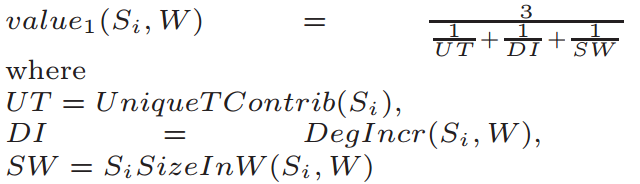 value₁(Sᵢ, W) = 3 / (1/UT + 1/DI + 1/SW)
where
UT = UniqueTContrib(Sᵢ),
DI = DegIncr(Sᵢ, W),
SW = SᵢSizeInW(Sᵢ, W)